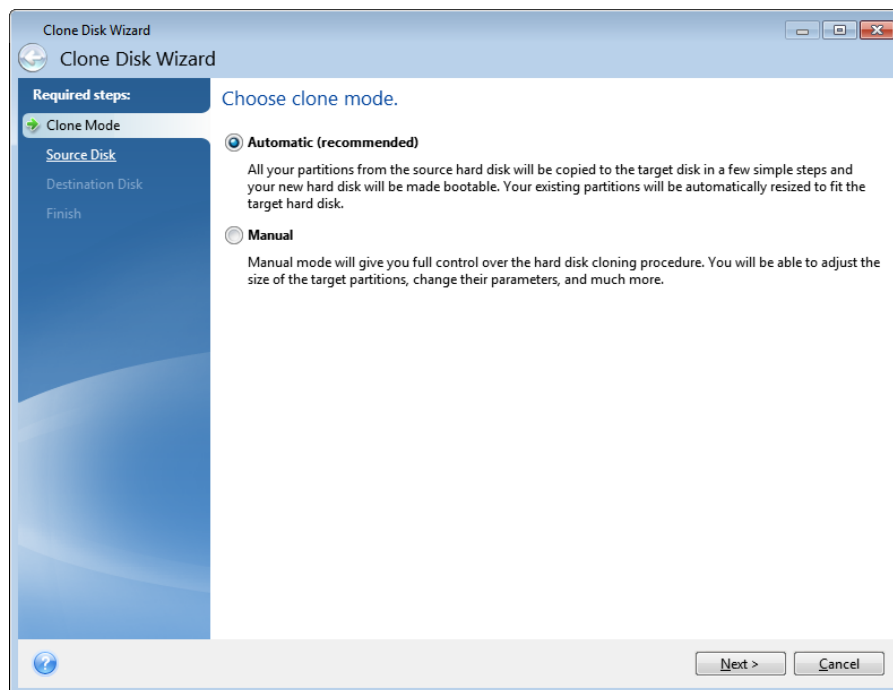 Clone Disk Wizard
Clone Disk Wizard
Required steps:
Clone Mode
Source Disk
Destination Disk
Finish
Choose clone mode.
Automatic (recommended)
All your partitions from the source hard disk will be copied to the target disk in a few simple steps and
your new hard disk will be made bootable. Your existing partitions will be automatically resized to fit the
target hard disk.
Manual
Manual mode will give you full control over the hard disk cloning procedure. You will be able to adjust the
size of the target partitions, change their parameters, and much more.
?
Next >
Cancel